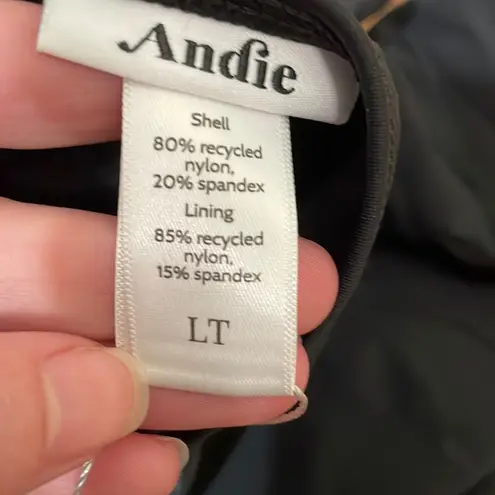 Andie
Shell
80% recycled
nylon,
20% spandex
Lining
85% recycled
nylon,
15% spandex
LT